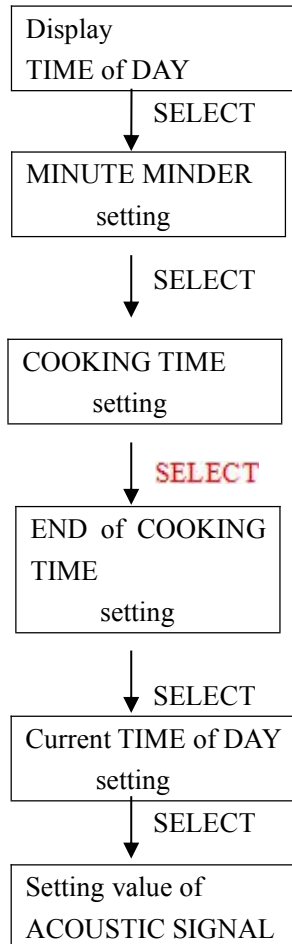 Display
TIME of DAY
SELECT
MINUTE MINDER
setting
SELECT
COOKING TIME
setting
SELECT
END of COOKING
TIME
setting
SELECT
Current TIME of DAY
setting
SELECT
Setting value of
ACOUSTIC SIGNAL